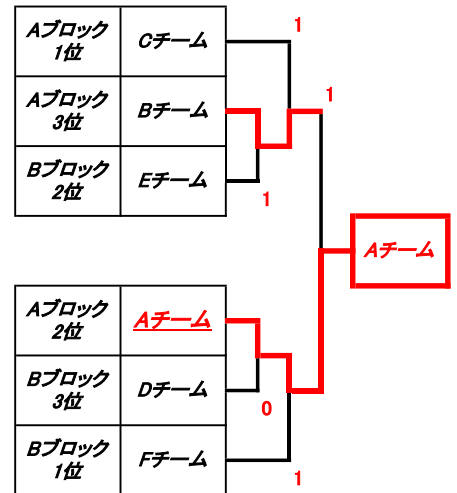 Aブロック
1位
Cチーム
1
Aブロック
3位
Bチーム
1
Bブロック
2位
Eチーム
1
Aチーム
Aブロック
2位
Aチーム
Bブロック
3位
Dチーム
0
Bブロック
1位
Fチーム
1